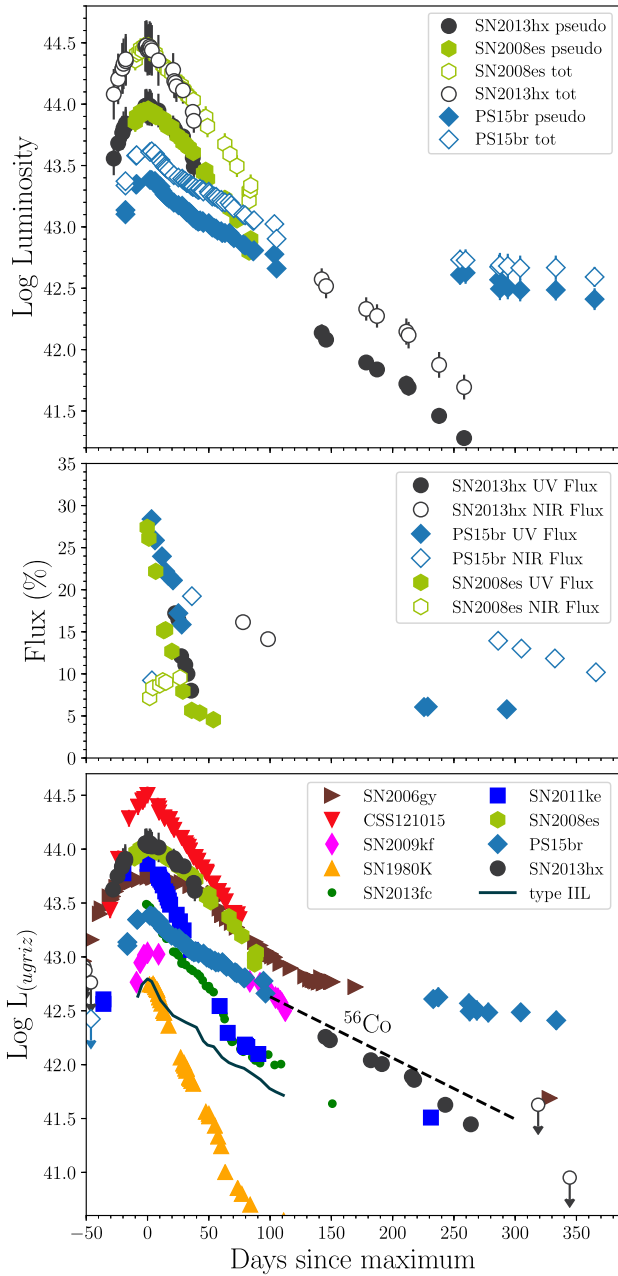 44.5
44.0
43.5
43.0
42.5
42.0
41.5
Log Luminosity
SN2013hx pseudo
SN2008es pseudo
SN2008es tot
SN2013hx tot
PS15br pseudo
PS15br tot
35
30
25
20
15
10
5
0
Flux (%)
SN2013hx UV Flux
SN2013hx NIR Flux
PS15br UV Flux
PS15br NIR Flux
SN2008es UV Flux
SN2008es NIR Flux
44.5
44.0
43.5
43.0
42.5
42.0
41.5
41.0
Log L(ugriz)
SN2006gy
CSS121015
SN2009kf
SN1980K
SN2013fc
SN2011ke
SN2008es
PS15br
SN2013hx
type IIL
56Co
−50 0 50 100 150 200 250 300 350
Days since maximum